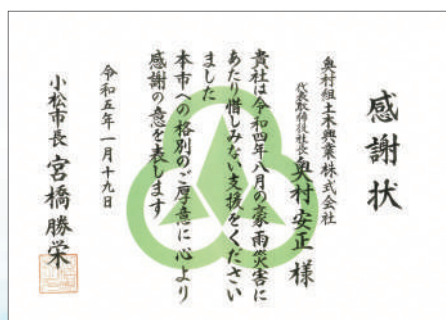 感謝状
奥村組土木興業株式会社
代表取締役社長 奥村安正 様
貴社は令和四年八月の豪雨災害に
あたり惜しみない支援をください
ました
本市への格別のご厚意に心より
感謝の意を表します
令和五年一月十九日
小松市長 宮橋勝栄